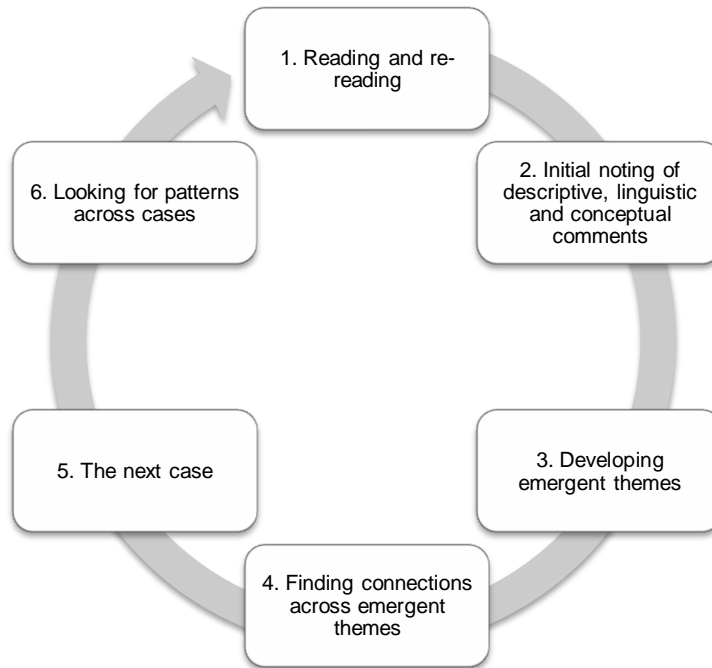 1. Reading and re-
reading
2. Initial noting of
descriptive, linguistic
and conceptual
comments
3. Developing
emergent themes
4. Finding connections
across emergent
themes
5. The next case
6. Looking for patterns
across cases